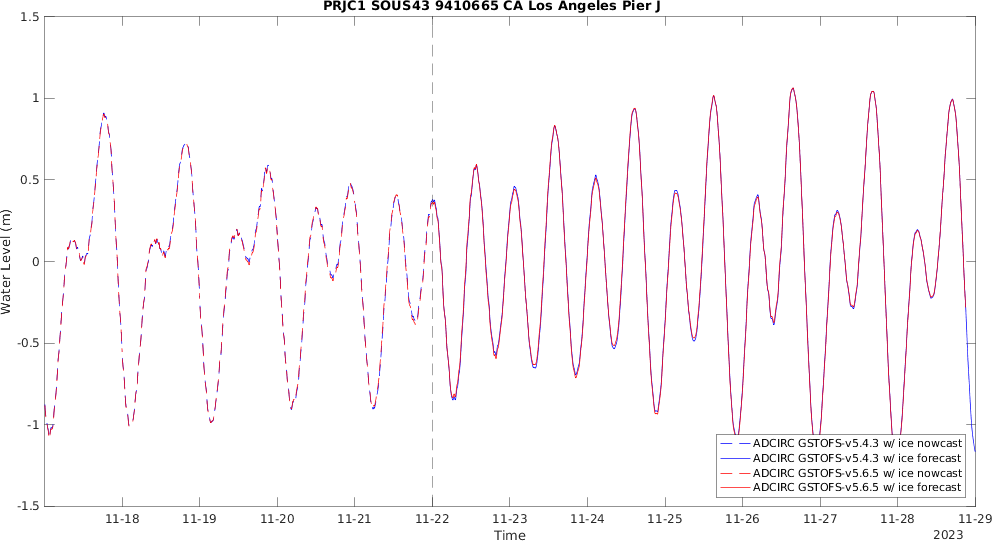 PRJC1 SOUS43 9410665 CA Los Angeles Pier J
1.5
1
0.5
0
-0.5
-1
-1.5
Water Level (m)
ADCIRC GSTOFS-v5.4.3 w/ ice nowcast
ADCIRC GSTOFS-v5.4.3 w/ ice forecast
ADCIRC GSTOFS-v5.6.5 w/ ice nowcast
ADCIRC GSTOFS-v5.6.5 w/ ice forecast
11-18 11-19 11-20 11-21 11-22 11-23 11-24 11-25 11-26 11-27 11-28 11-29
Time
2023